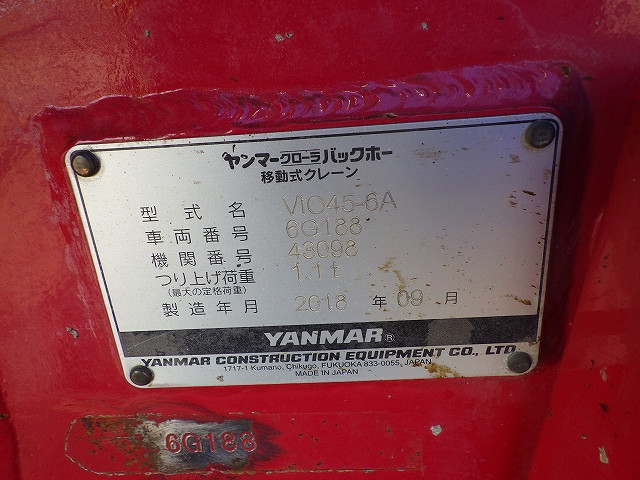 ヤンマークローラバックホー
移動式クレーン
型式名 ViO45-6A
車両番号 6G188
機関番号 43098
つり上げ荷重 1.1t
(最大の定格荷重)
製造年月 2018 年 09 月
YANMAR®
YANMAR CONSTRUCTION EQUIPMENT CO., LTD.
1717-1 Kumano, Chikugo, FUKUOKA 833-0055, JAPAN
MADE IN JAPAN
6G188